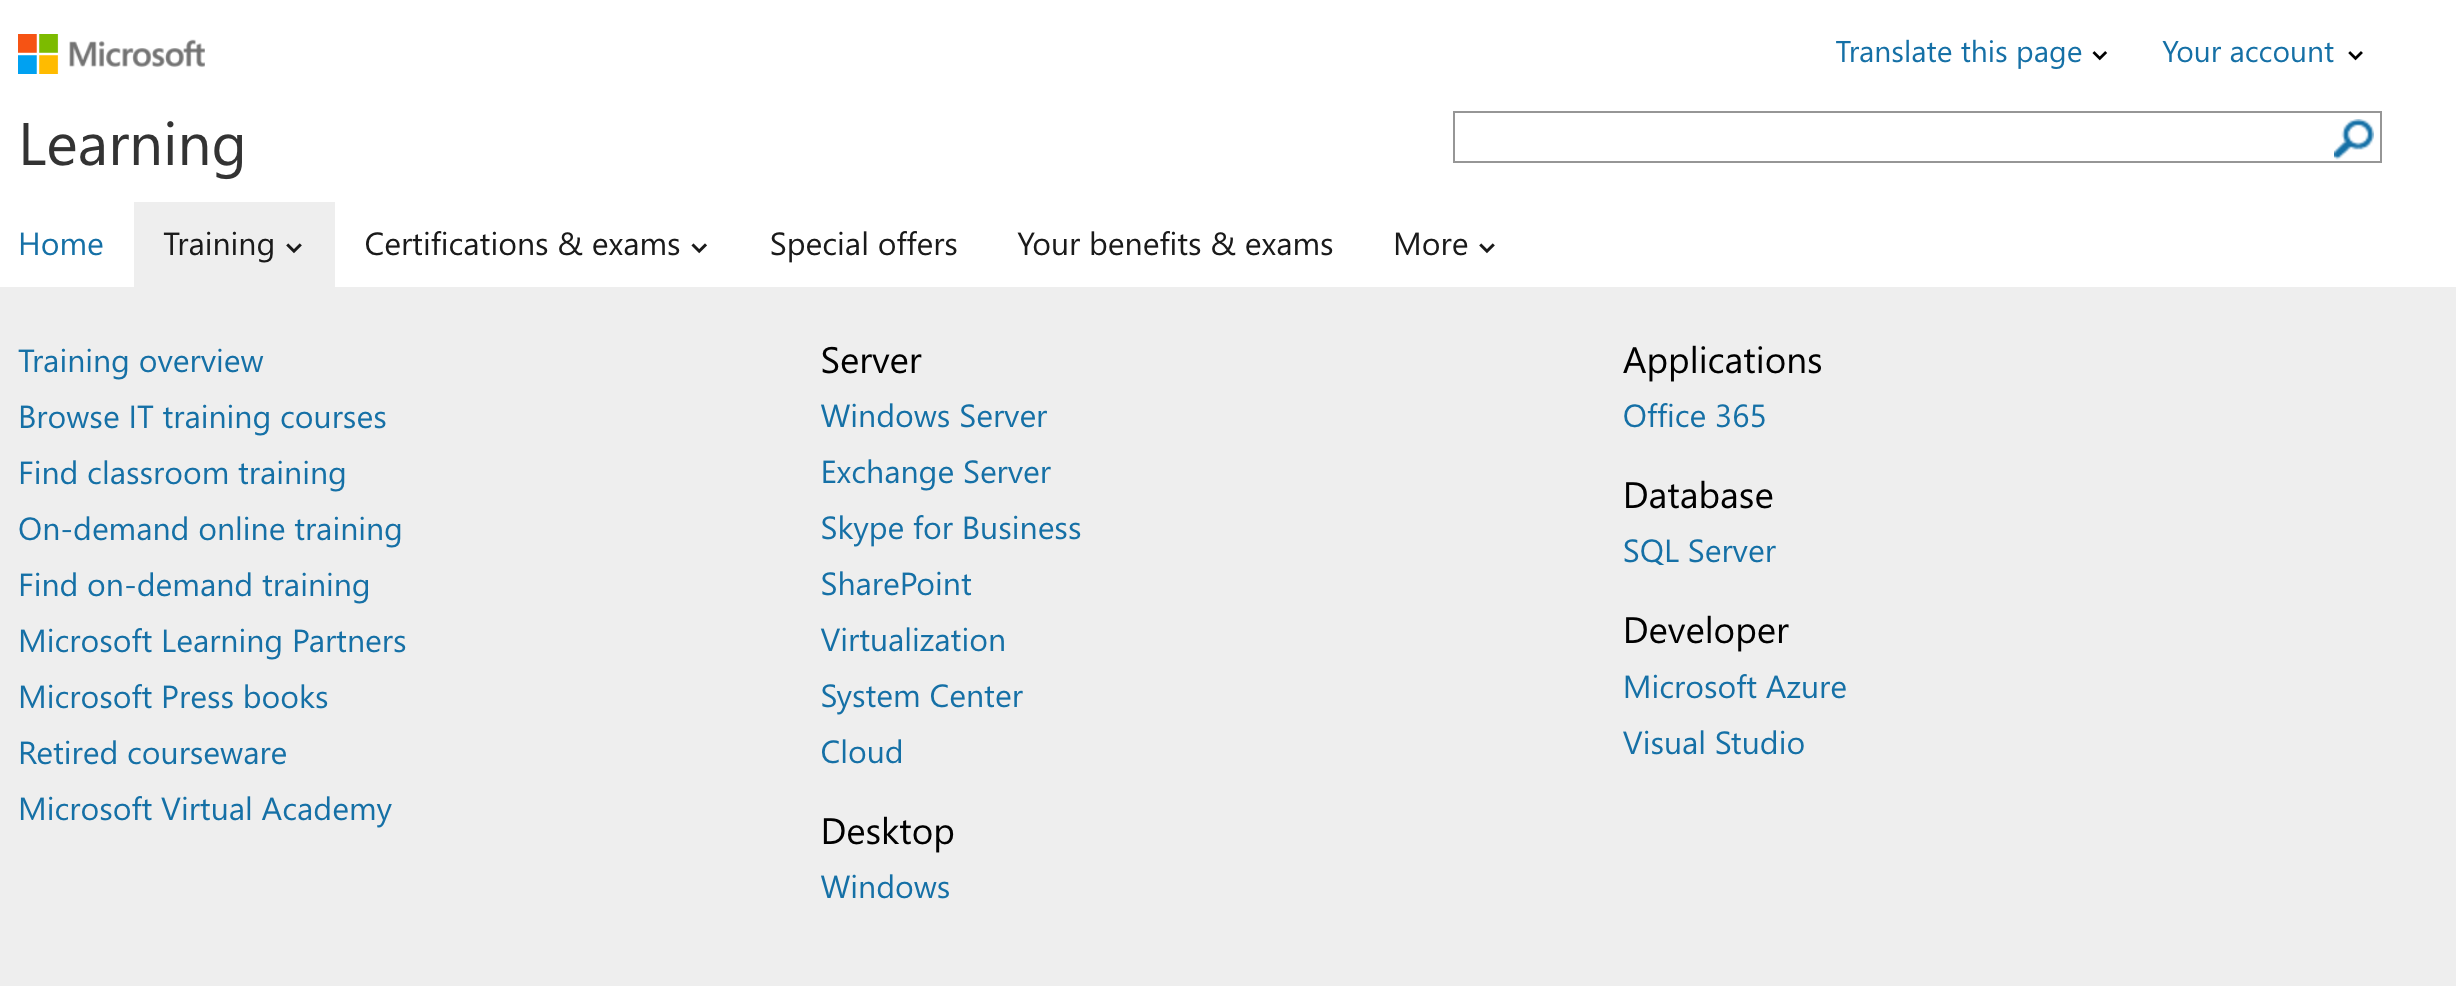 Microsoft
Translate this page
Your account
Learning
Home
Training
Certifications & exams
Special offers
Your benefits & exams
More
Training overview
Browse IT training courses
Find classroom training
On-demand online training
Find on-demand training
Microsoft Learning Partners
Microsoft Press books
Retired courseware
Microsoft Virtual Academy
Server
Windows Server
Exchange Server
Skype for Business
SharePoint
Virtualization
System Center
Cloud
Desktop
Windows
Applications
Office 365
Database
SQL Server
Developer
Microsoft Azure
Visual Studio